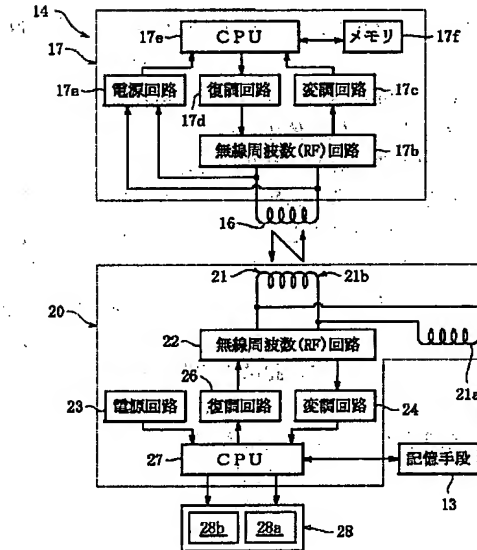 14
17
17e
CPU
メモリ
17f
17a
電源回路
復調回路
17d
変調回路
17c
無線周波数(RF)回路
17b
16
21
21b
20
22
無線周波数(RF)回路
21a
23
電源回路
26
復調回路
変調回路
24
27
CPU
記憶手段
13
28b
28a
28